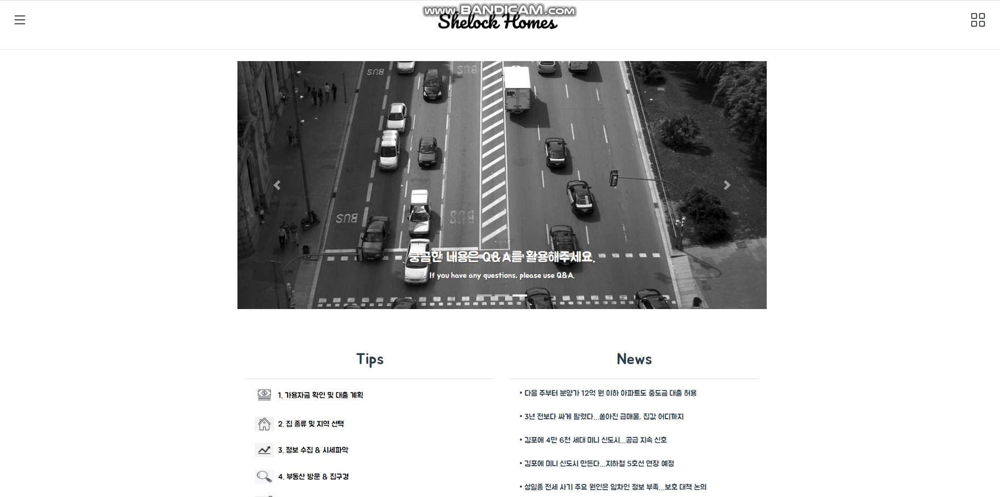 www.BANDICAM.com
Shelock Homes
BUS
BUS
BUS
BUS
궁금한 내용은 Q&A를 활용해주세요.
If you have any questions, please use Q&A.
Tips
1. 가용자금 확인 및 대출 계획
2. 집 종류 및 지역 선택
3. 정보 수집 & 시세파악
4. 부동산 방문 & 집구경
News
• 다음 주부터 분양가 12억 원 이하 아파트도 중도금 대출 허용
• 3년 전보다 싸게 팔렸다...쏟아진 급매물, 집값 어디까지
• 김포에 4만 6천 세대 미니 신도시...공급 지속 신호
• 김포에 미니 신도시 만든다...지하철 5호선 연장 예정
• 성일종 전세 사기 주요 원인은 임차인 정보 부족...보호 대책 논의